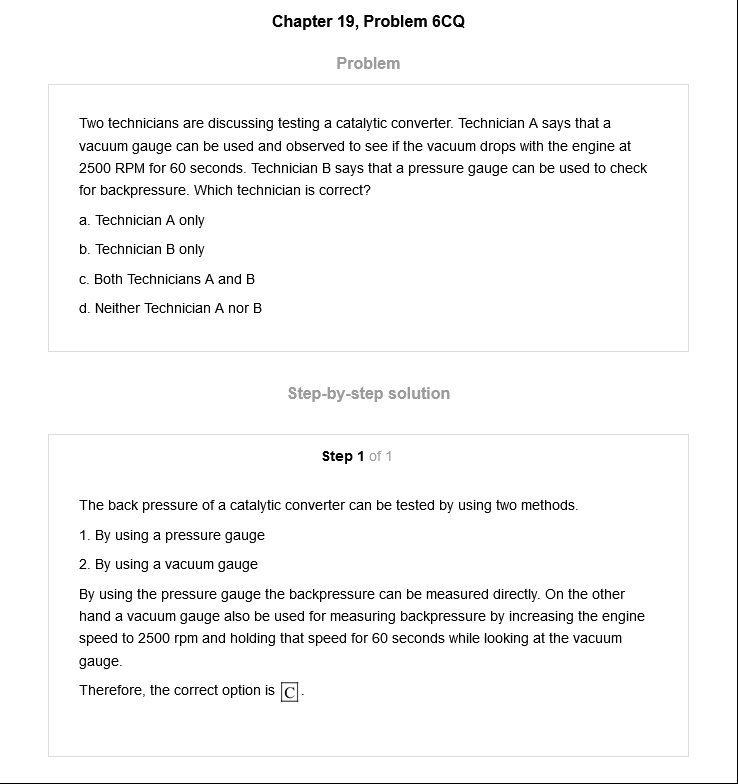 Chapter 19, Problem 6CQ
Problem
Two technicians are discussing testing a catalytic converter. Technician A says that a
vacuum gauge can be used and observed to see if the vacuum drops with the engine at
2500 RPM for 60 seconds. Technician B says that a pressure gauge can be used to check
for backpressure. Which technician is correct?
a. Technician A only
b. Technician B only
c. Both Technicians A and B
d. Neither Technician A nor B
Step-by-step solution
Step 1 of 1
The back pressure of a catalytic converter can be tested by using two methods.
1. By using a pressure gauge
2. By using a vacuum gauge
By using the pressure gauge the backpressure can be measured directly. On the other
hand a vacuum gauge also be used for measuring backpressure by increasing the engine
speed to 2500 rpm and holding that speed for 60 seconds while looking at the vacuum
gauge.
Therefore, the correct option is C.